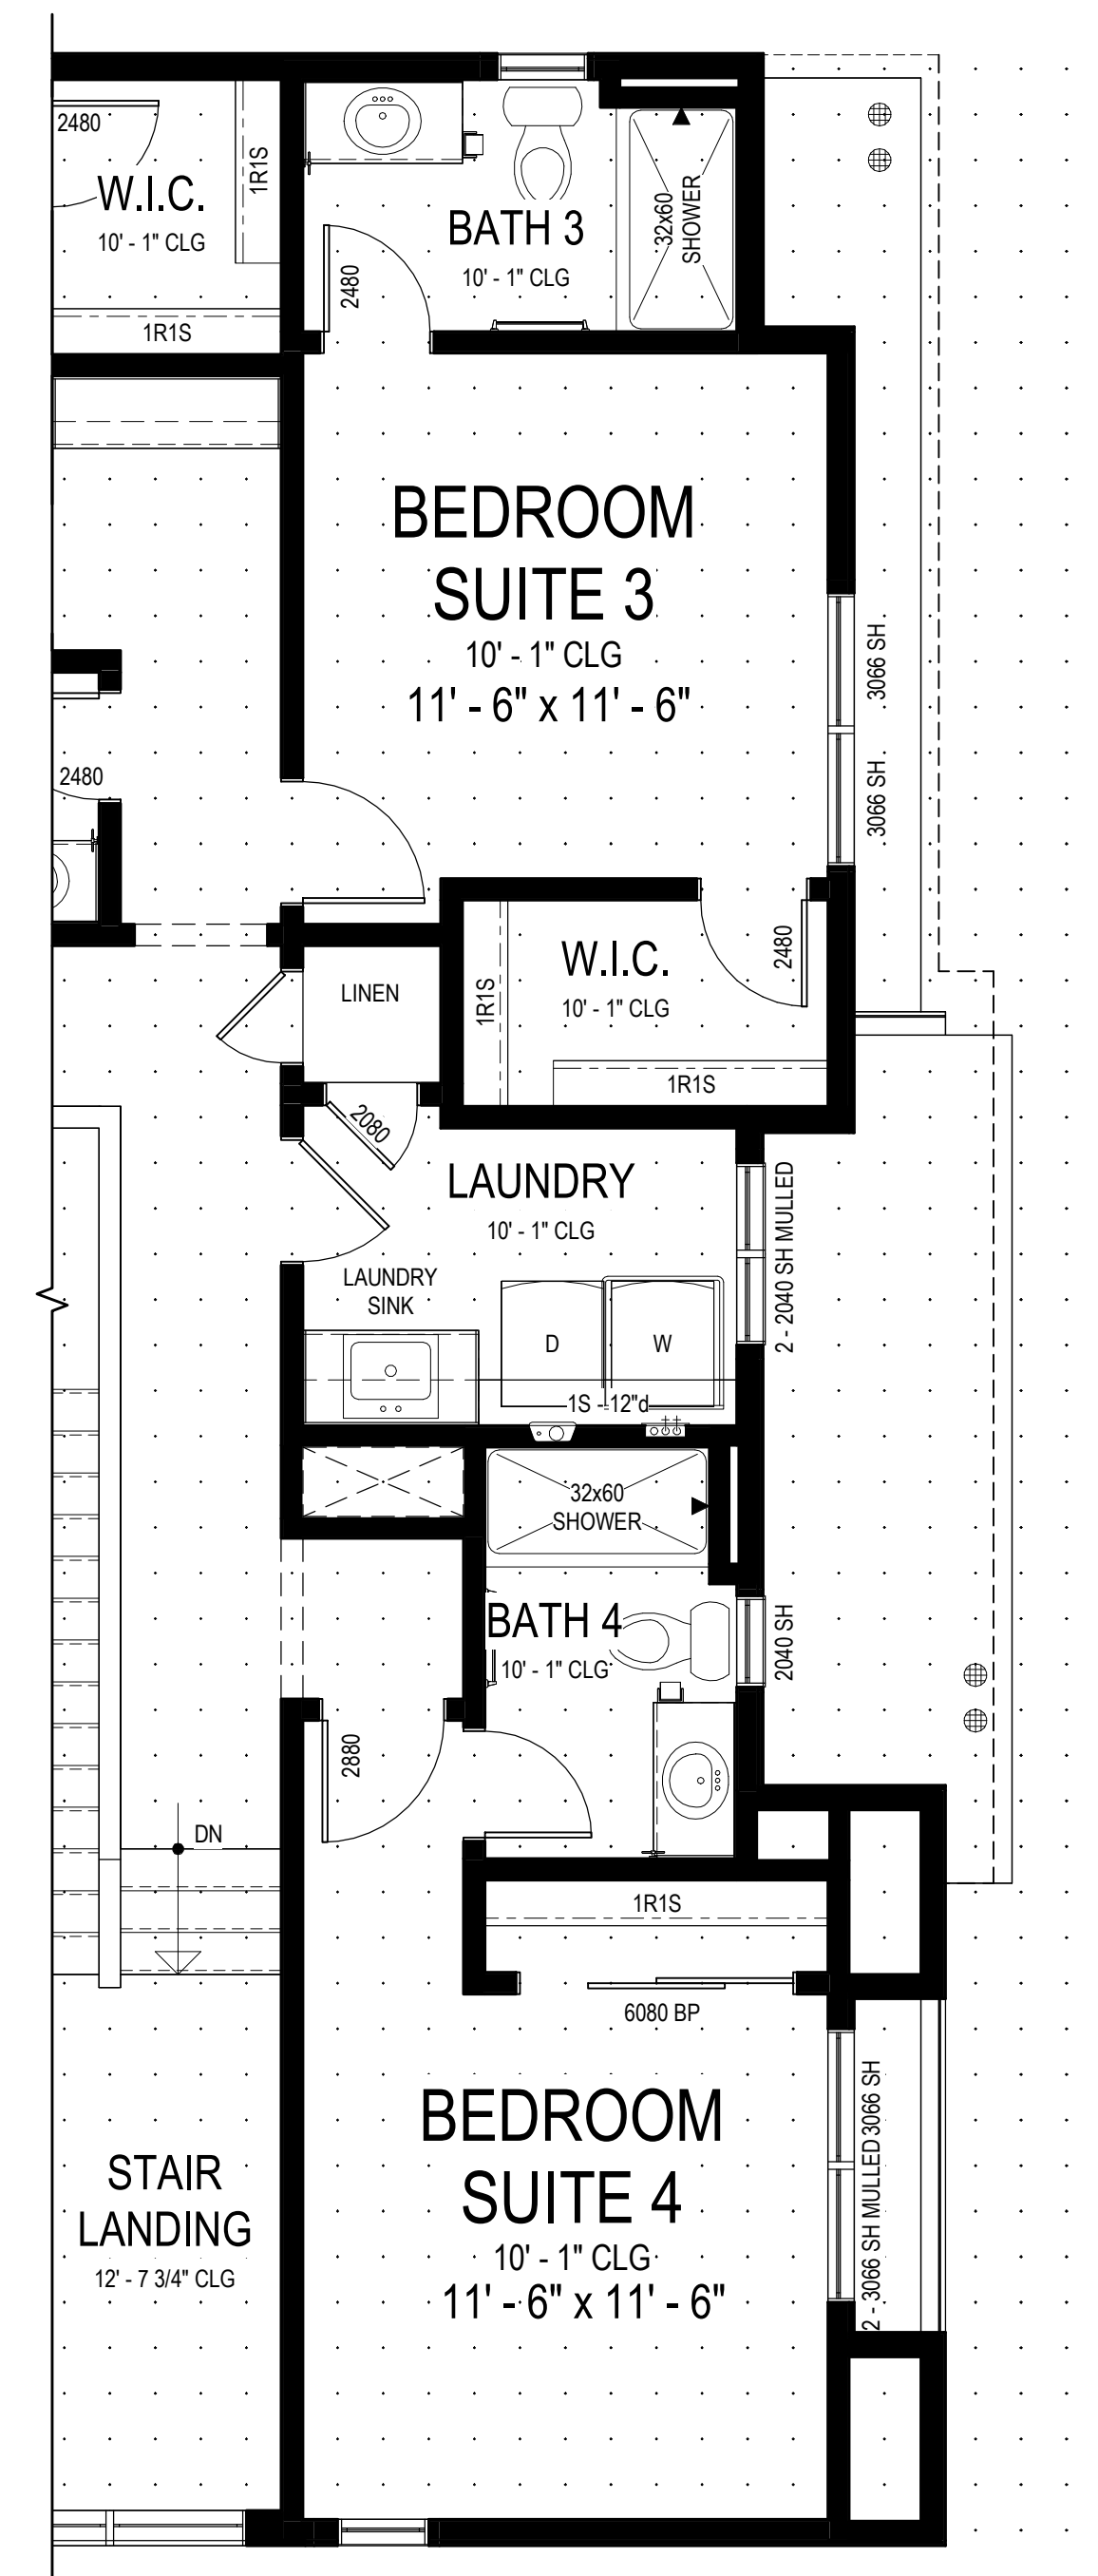 2480
W.I.C.
10' - 1" CLG
1R1S
1R1S
2480
BATH 3
10' - 1" CLG
32x60
SHOWER
BEDROOM
SUITE 3
10' - 1" CLG
11' - 6" x 11' - 6"
3066 SH
3066 SH
2480
LINEN
W.I.C.
10' - 1" CLG
2480
1R1S
1R1S
2080
LAUNDRY
10' - 1" CLG
2 - 2040 SH MULLED
LAUNDRY
SINK
D
W
1S - 12"d
32x60
SHOWER
BATH 4
10' - 1" CLG
2040 SH
2880
DN
1R1S
6080 BP
BEDROOM
SUITE 4
10' - 1" CLG
11' - 6" x 11' - 6"
2 - 3066 SH MULLED 3066 SH
STAIR
LANDING
12' - 7 3/4" CLG